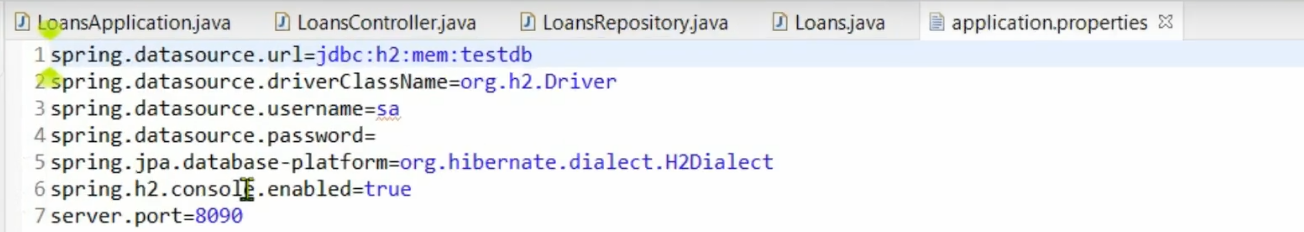 LoansApplication.java LoansController.java LoansRepository.java Loans.java application.properties
1 spring.datasource.url=jdbc:h2:mem:testdb
2 spring.datasource.driverClassName=org.h2.Driver
3 spring.datasource.username=sa
4 spring.datasource.password=
5 spring.jpa.database-platform=org.hibernate.dialect.H2Dialect
6 spring.h2.console.enabled=true
7 server.port=8090